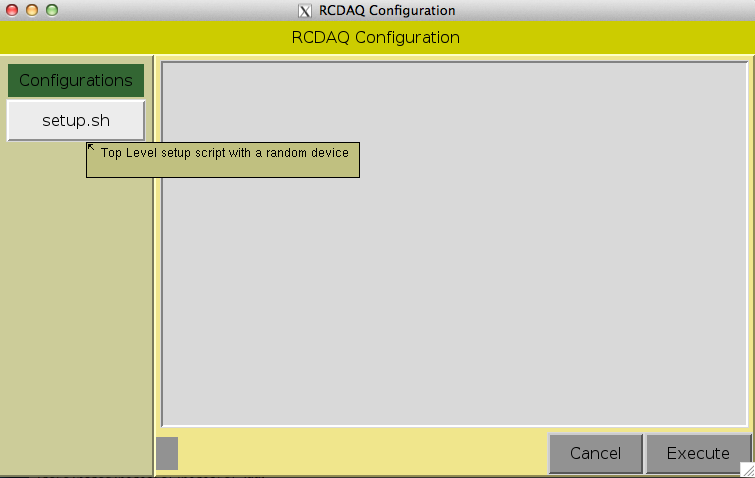 RCDAQ Configuration
RCDAQ Configuration
Configurations
setup.sh
Top Level setup script with a random device
Cancel
Execute